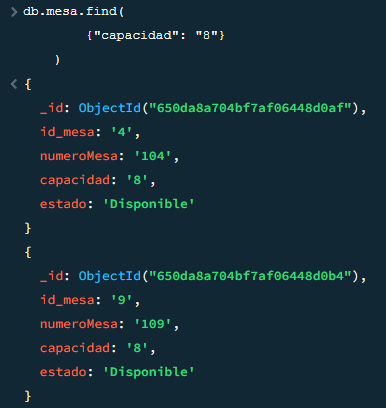 > db.mesa.find(
{"capacidad": "8"}
)
< {
_id: ObjectId("650da8a704bf7af06448d0af"),
id_mesa: '4',
numeroMesa: '104',
capacidad: '8',
estado: 'Disponible'
}
{
_id: ObjectId("650da8a704bf7af06448d0b4"),
id_mesa: '9',
numeroMesa: '109',
capacidad: '8',
estado: 'Disponible'
}